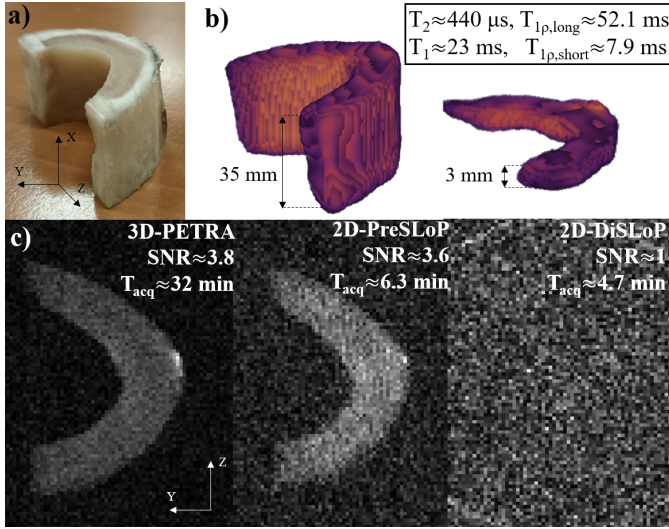 a)
X
Y
Z
b)
T₂≈440 μs, T₁ρ,long≈52.1 ms
T₁≈23 ms, T₁ρ,short≈7.9 ms
35 mm
3 mm
c)
3D-PETRA
SNR≈3.8
Tacq≈32 min
Z
Y
2D-PreSLoP
SNR≈3.6
Tacq≈6.3 min
2D-DiSLoP
SNR≈1
Tacq≈4.7 min